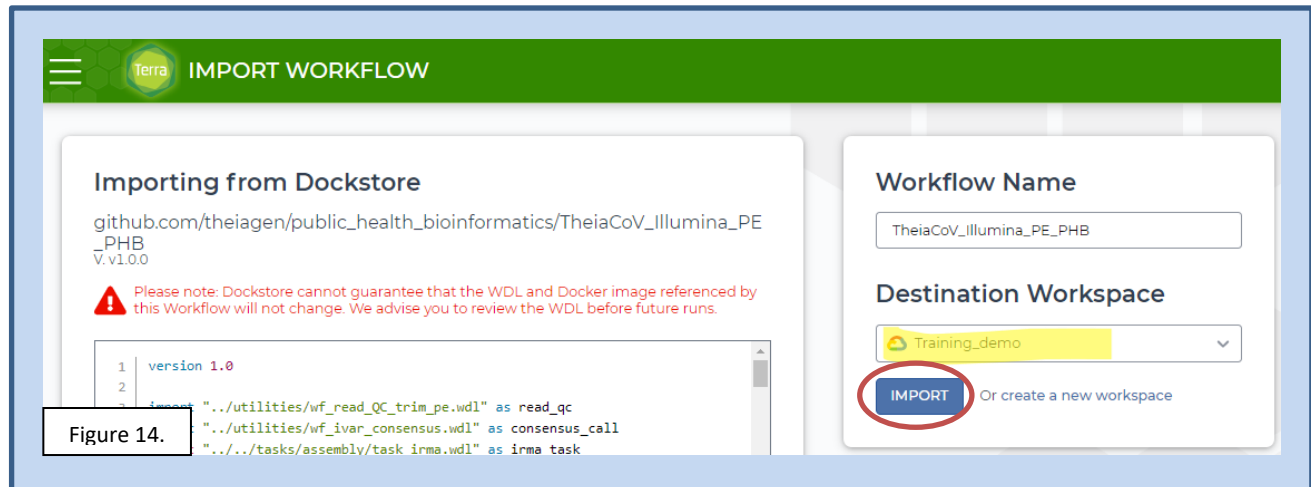 Terra IMPORT WORKFLOW
Importing from Dockstore
github.com/theiagen/public_health_bioinformatics/TheiaCoV_Illumina_PE
_PHB
V. v1.0.0
Please note: Dockstore cannot guarantee that the WDL and Docker image referenced by
this Workflow will not change. We advise you to review the WDL before future runs.
1 version 1.0
2
import "../utilities/wf_read_QC_trim_pe.wdl" as read_qc
"../utilities/wf_ivar_consensus.wdl" as consensus_call
"../../tasks/assembly/task_irma.wdl" as irma_task
Figure 14.
Workflow Name
TheiaCoV_Illumina_PE_PHB
Destination Workspace
Training_demo
IMPORT Or create a new workspace